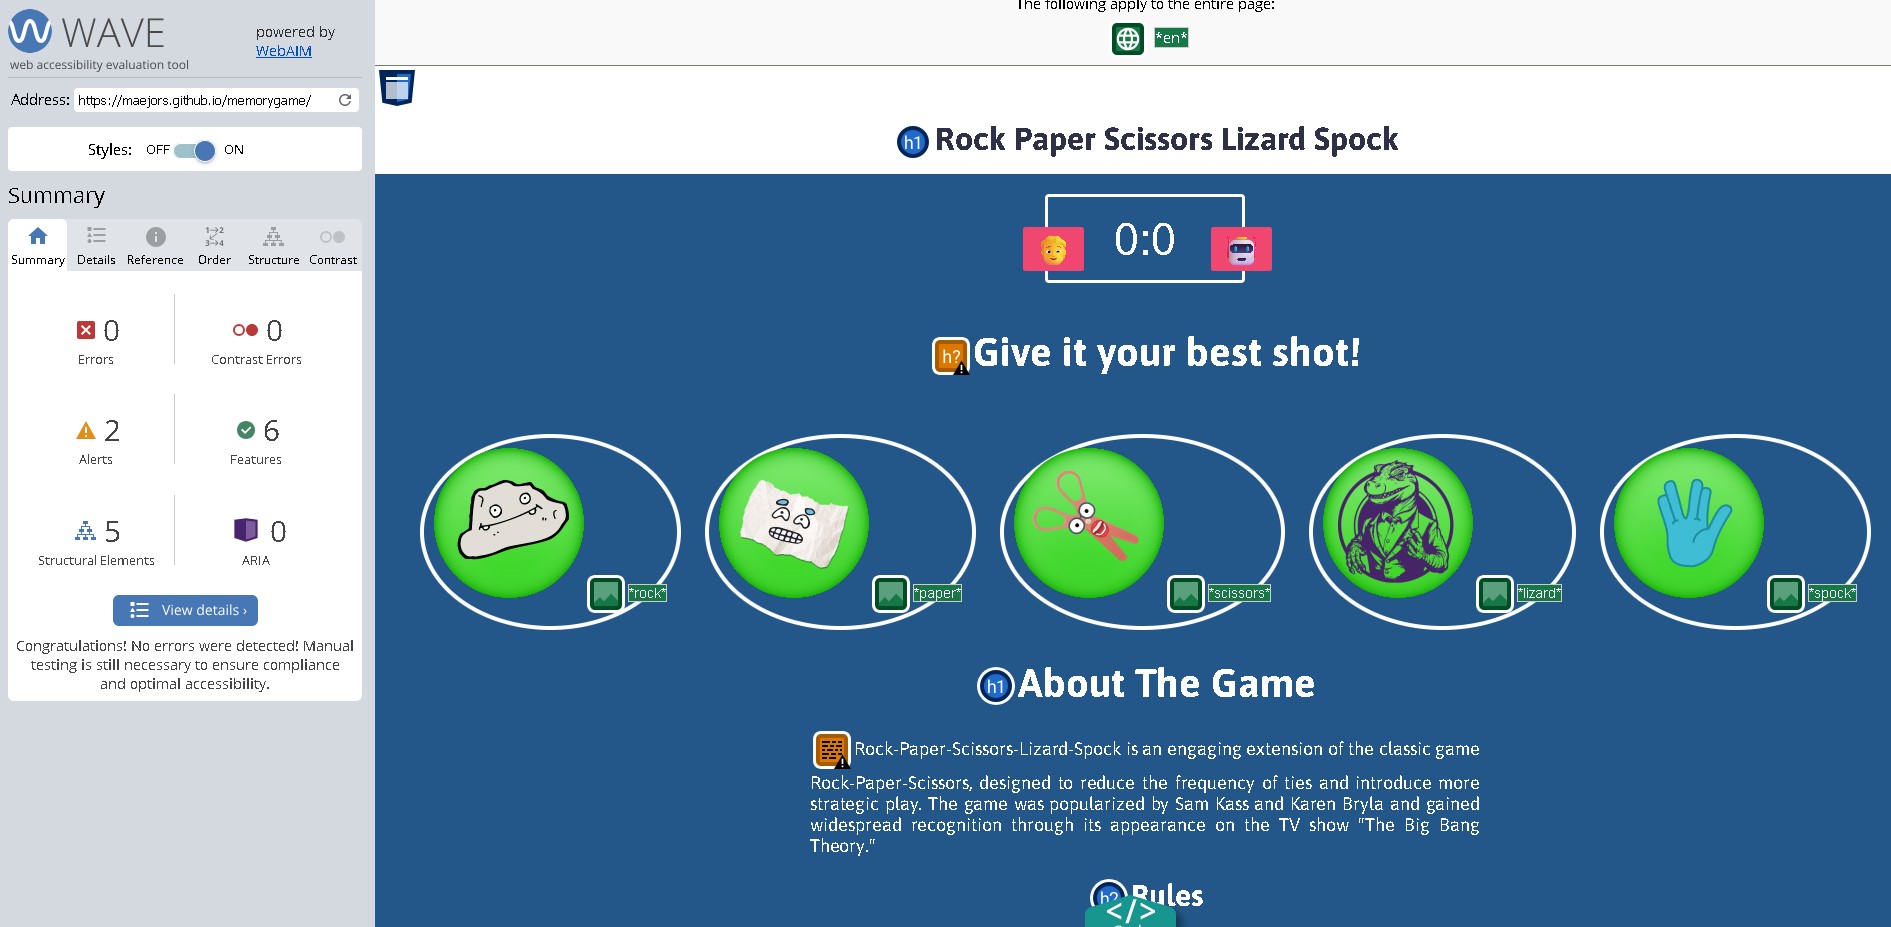 WAVE
powered by
WebAIM
web accessibility evaluation tool
Address: https://maejors.github.io/memorygame/
Styles: OFF ON
Summary
Summary Details Reference Order Structure Contrast
0 Errors
0 Contrast Errors
2 Alerts
6 Features
5 Structural Elements
0 ARIA
View details ›
Congratulations! No errors were detected! Manual
testing is still necessary to ensure compliance
and optimal accessibility.
The following apply to the entire page:
*en*
h1 Rock Paper Scissors Lizard Spock
0:0
h? Give it your best shot!
*rock* *paper* *scissors* *lizard* *spock*
h1 About The Game
Rock-Paper-Scissors-Lizard-Spock is an engaging extension of the classic game
Rock-Paper-Scissors, designed to reduce the frequency of ties and introduce more
strategic play. The game was popularized by Sam Kass and Karen Bryla and gained
widespread recognition through its appearance on the TV show "The Big Bang
Theory."
h2 Rules
</>